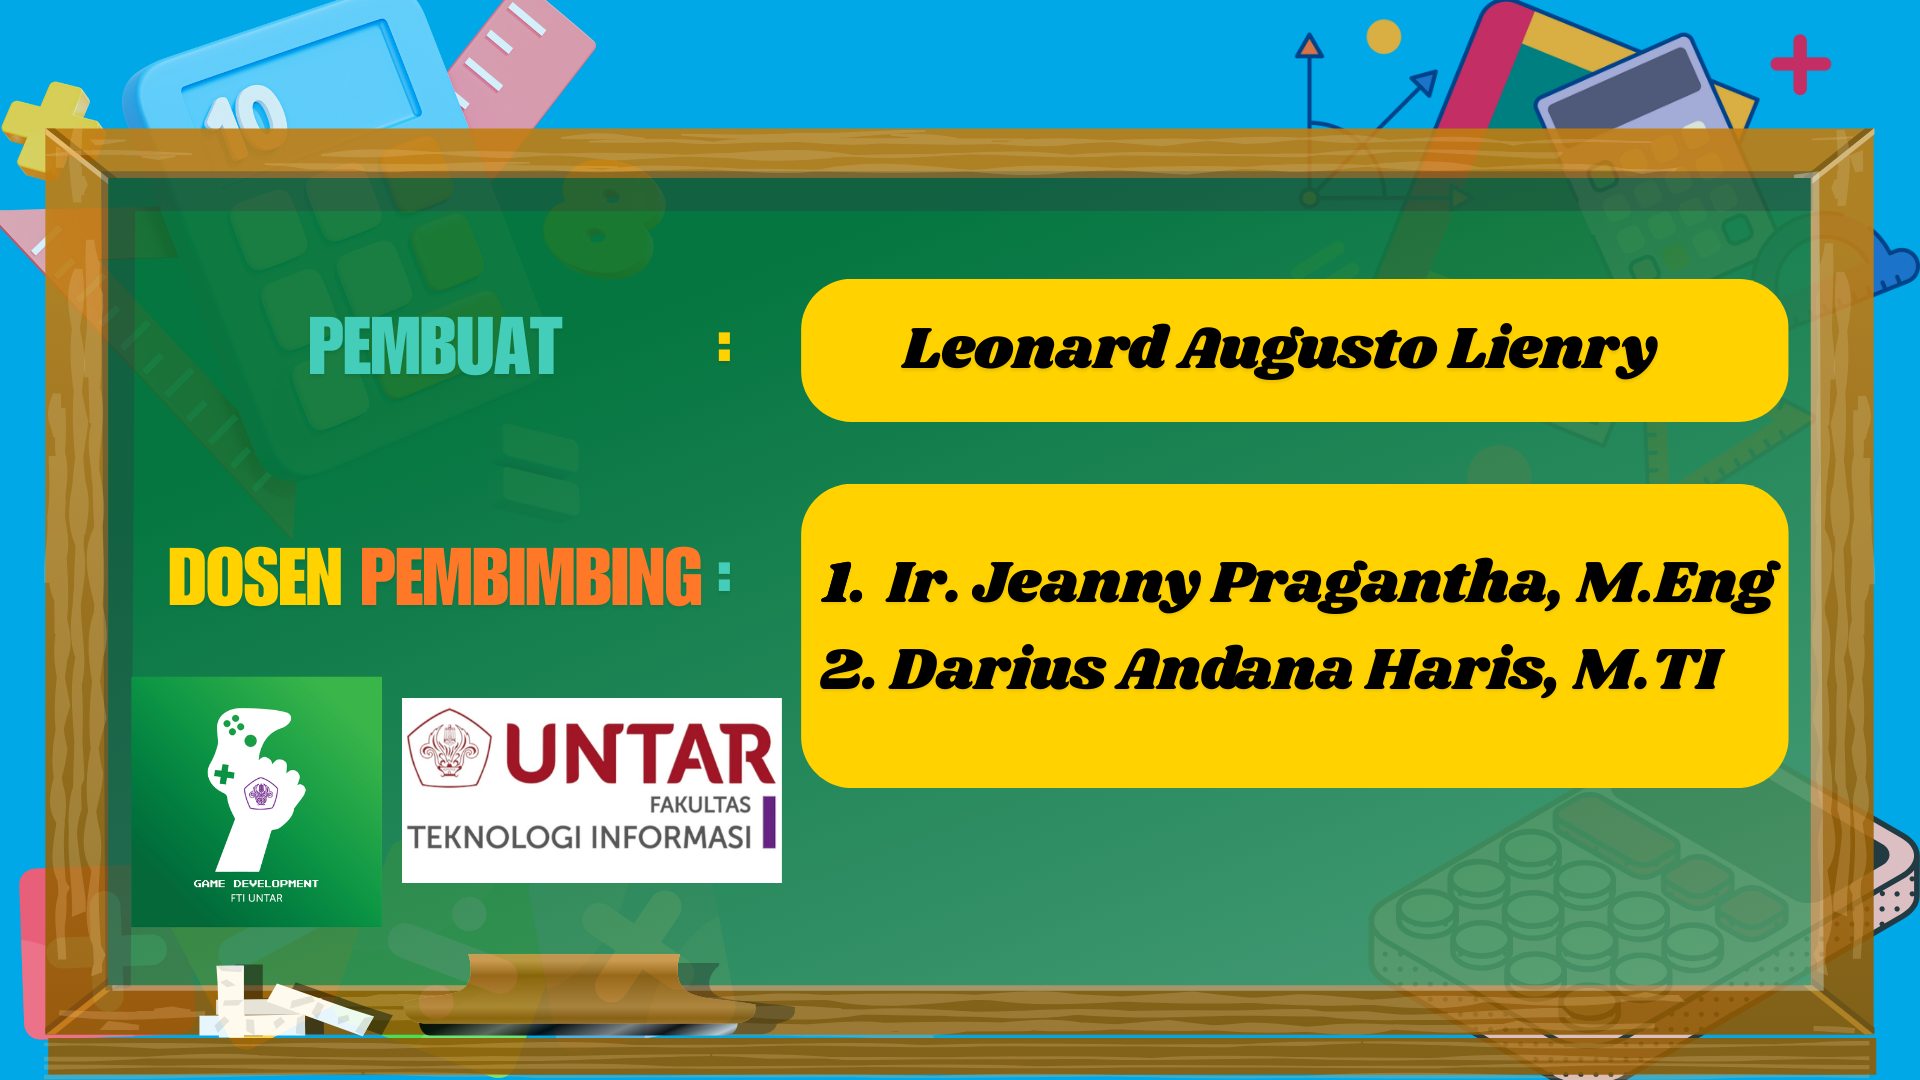 10
PEMBUAT : Leonard Augusto Lienry
DOSEN PEMBIMBING :
1. Ir. Jeanny Pragantha, M.Eng
2. Darius Andana Haris, M.TI
GAME DEVELOPMENT
FTI UNTAR
UNTAR
FAKULTAS
TEKNOLOGI INFORMASI